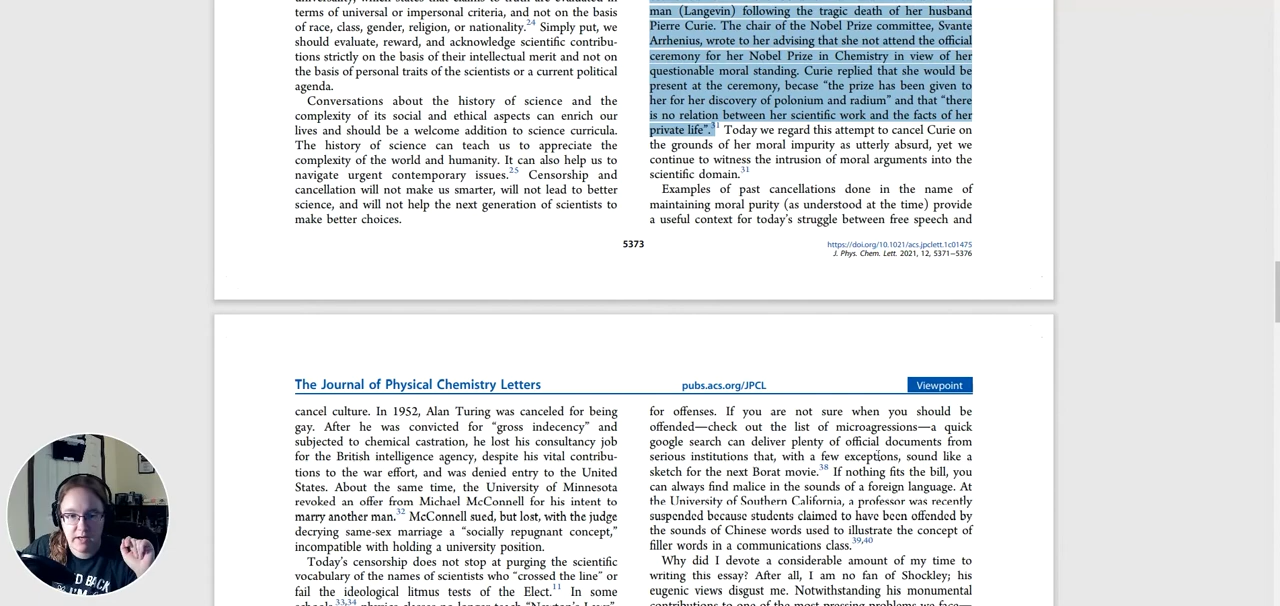 universality, which states that claims to truth are evaluated in
terms of universal or impersonal criteria, and not on the basis
of race, class, gender, religion, or nationality.24 Simply put, we
should evaluate, reward, and acknowledge scientific contribu-
tions strictly on the basis of their intellectual merit and not on
the basis of personal traits of the scientists or a current political
agenda.
Conversations about the history of science and the
complexity of its social and ethical aspects can enrich our
lives and should be a welcome addition to science curricula.
The history of science can teach us to appreciate the
complexity of the world and humanity. It can also help us to
navigate urgent contemporary issues.25 Censorship and
cancellation will not make us smarter, will not lead to better
science, and will not help the next generation of scientists to
make better choices.
man (Langevin) following the tragic death of her husband
Pierre Curie. The chair of the Nobel Prize committee, Svante
Arrhenius, wrote to her advising that she not attend the official
ceremony for her Nobel Prize in Chemistry in view of her
questionable moral standing. Curie replied that she would be
present at the ceremony, becase “the prize has been given to
her for her discovery of polonium and radium” and that “there
is no relation between her scientific work and the facts of her
private life”.31 Today we regard this attempt to cancel Curie on
the grounds of her moral impurity as utterly absurd, yet we
continue to witness the intrusion of moral arguments into the
scientific domain.31
Examples of past cancellations done in the name of
maintaining moral purity (as understood at the time) provide
a useful context for today’s struggle between free speech and
5373
https://doi.org/10.1021/acs.jpclett.1c01475
J. Phys. Chem. Lett. 2021, 12, 5371−5376
The Journal of Physical Chemistry Letters
pubs.acs.org/JPCL
Viewpoint
cancel culture. In 1952, Alan Turing was canceled for being
gay. After he was convicted for “gross indecency” and
subjected to chemical castration, he lost his consultancy job
for the British intelligence agency, despite his vital contribu-
tions to the war effort, and was denied entry to the United
States. About the same time, the University of Minnesota
revoked an offer from Michael McConnell for his intent to
marry another man.32 McConnell sued, but lost, with the judge
decrying same-sex marriage a “socially repugnant concept,”
incompatible with holding a university position.
Today’s censorship does not stop at purging the scientific
vocabulary of the names of scientists who “crossed the line” or
fail the ideological litmus tests of the Elect.11 In some
schools,33,34 physics classes no longer teach “Newton’s Laws”,
for offenses. If you are not sure when you should be
offended—check out the list of microagressions—a quick
google search can deliver plenty of official documents from
serious institutions that, with a few exceptions, sound like a
sketch for the next Borat movie.38 If nothing fits the bill, you
can always find malice in the sounds of a foreign language. At
the University of Southern California, a professor was recently
suspended because students claimed to have been offended by
the sounds of Chinese words used to illustrate the concept of
filler words in a communications class.39,40
Why did I devote a considerable amount of my time to
writing this essay? After all, I am no fan of Shockley; his
eugenic views disgust me. Notwithstanding his monumental
contributions to one of the most pressing problems we face—